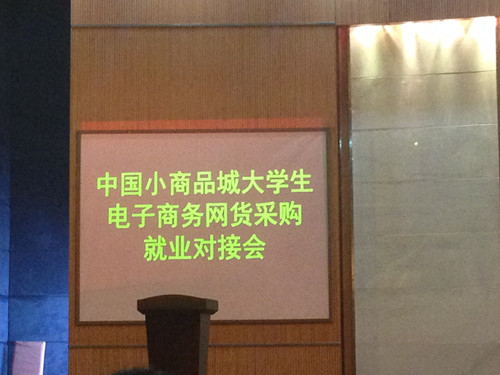 中国小商品城大学生
电子商务网货采购
就业对接会